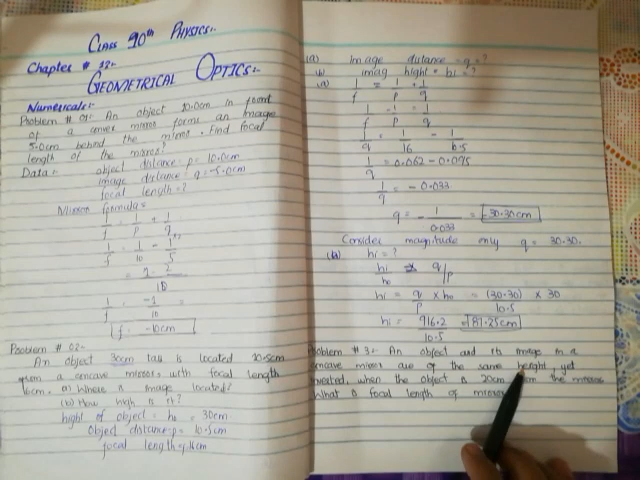 CLASS 10th PHYSICS:-
Chapter # 12:-
GEOMETRICAL OPTICS:-
Numericals:-
Problem # 01:- An object 10.0cm in front
of a convex mirror forms an image
5.0cm behind the mirror. Find focal
length of the mirror?
Data:- object distance = p = 10.0cm
image distance = q = -5.0cm
focal length = ?
Mirror formula =
1/f = 1/p + 1/q
1/f = 1/10 - 1/5
= 1 - 2 / 10
1/f = -1/10 =
f = -10cm
Problem # 02:-
An object 30cm tall is located 10.5cm
from a concave mirror, with focal length
16cm. (a) Where is image located?
(b) How high is it?
hight of object = ho = 30cm
object distance = p = 10.5cm
focal length = f = 16cm
(a) Image distance = q = ?
(b) imag hight = hi = ?
(a) 1/f = 1/p + 1/q
1/f - 1/p = 1/q
1/q = 1/16 - 1/10.5
1/q = 0.062 - 0.095
1/q = - 0.033
q = - 1/0.033 = -30.30cm
Consider magnitude only q = 30.30.
(b) hi = ?
hi/ho = q/p
hi = q/p x ho = (30.30)/10.5 x 30
hi = 916.2/10.5 = 87.25cm
Problem # 3:- An object and its image in a
concave mirror are of the same height, yet
inverted, when the object is 20cm from the mirror
What is focal length of mirror